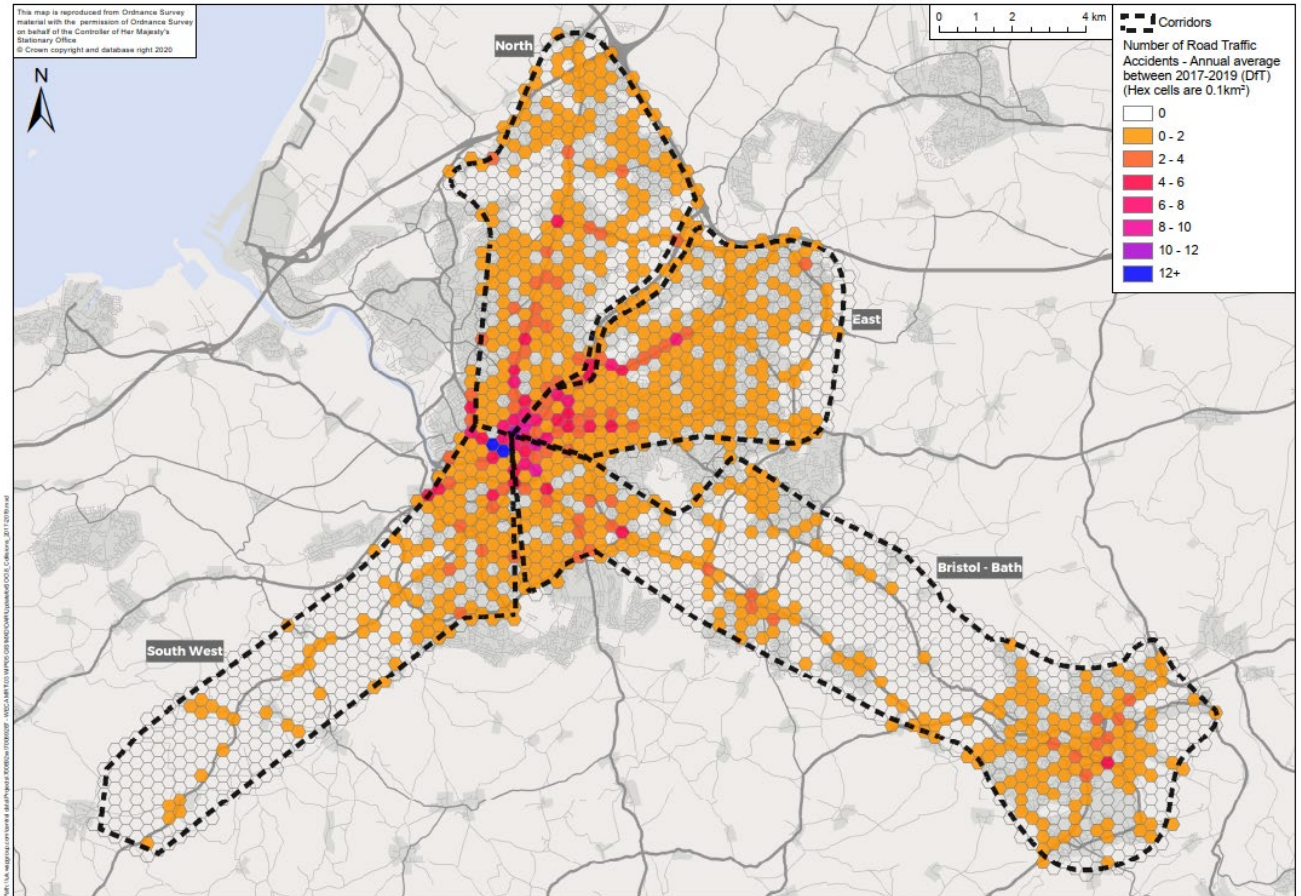 This map is reproduced from Ordnance Survey
material with the permission of Ordnance Survey
on behalf of the Controller of Her Majesty's
Stationary Office
© Crown copyright and database right 2020
N
North
0 1 2 4 km
Corridors
Number of Road Traffic
Accidents - Annual average
between 2017-2019 (DfT)
(Hex cells are 0.1km²)
0
0 - 2
2 - 4
4 - 6
6 - 8
8 - 10
10 - 12
12+
East
Bristol - Bath
South West